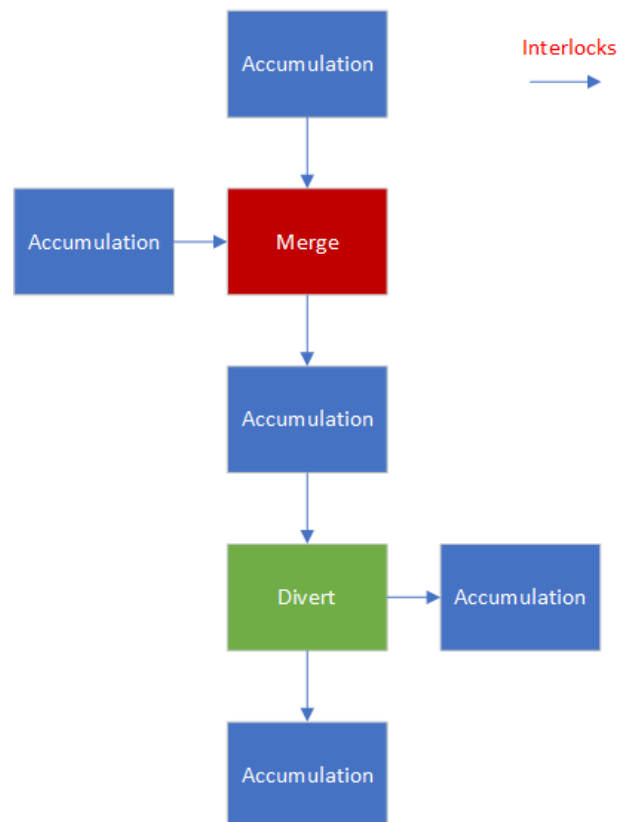 Accumulation
Interlocks
Accumulation
Merge
Accumulation
Divert
Accumulation
Accumulation